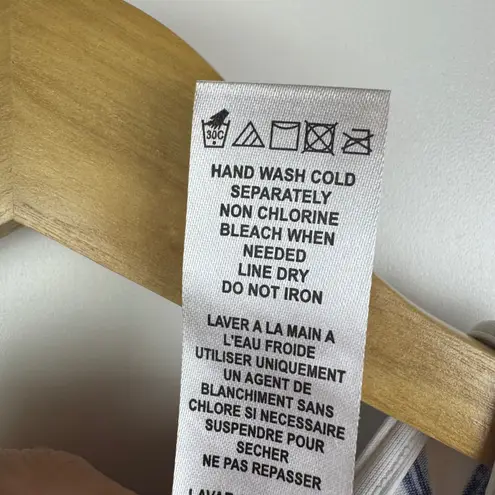 30C
HAND WASH COLD
SEPARATELY
NON CHLORINE
BLEACH WHEN
NEEDED
LINE DRY
DO NOT IRON
LAVER A LA MAIN A
L'EAU FROIDE
UTILISER UNIQUEMENT
UN AGENT DE
BLANCHIMENT SANS
CHLORE SI NECESSAIRE
SUSPENDRE POUR
SECHER
NE PAS REPASSER